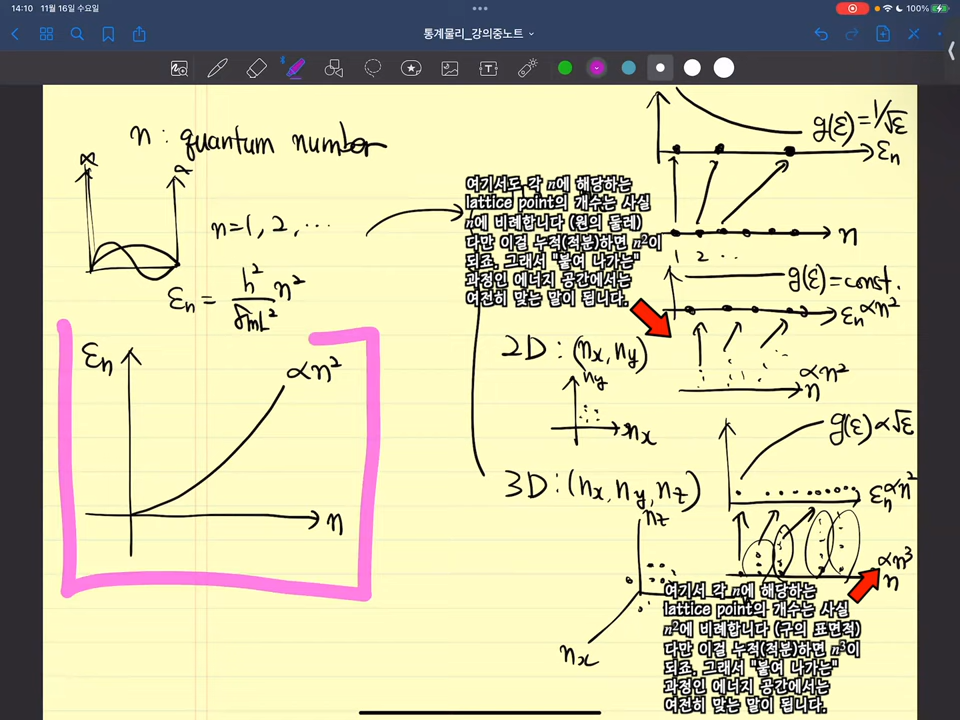 14:10 11월 16일 수요일
100%
통계물리_강의중노트
n : quantum number
∞
∝
n=1, 2, ...
εn = h² / 8mL² n²
εn
∝n²
n
여기서도 각 n에 해당하는
lattice point의 개수는 사실
n에 비례합니다 (원의 둘레)
다만 이걸 누적(적분)하면 n²이
되죠. 그래서 "붙여 나가는"
과정인 에너지 공간에서는
여전히 맞는 말이 됩니다.
2D : (nx, ny)
ny
nx
3D : (nx, ny, nz)
nz
nx
g(ε)=1/√ε
εn
n
1 2 ...
g(ε)=const.
εn ∝n²
∝n²
n
g(ε)∝√ε
εn ∝n²
∝n³
n
여기서 각 n에 해당하는
lattice point의 개수는 사실
n²에 비례합니다 (구의 표면적)
다만 이걸 누적(적분)하면 n³이
되죠. 그래서 "붙여 나가는"
과정인 에너지 공간에서는
여전히 맞는 말이 됩니다.